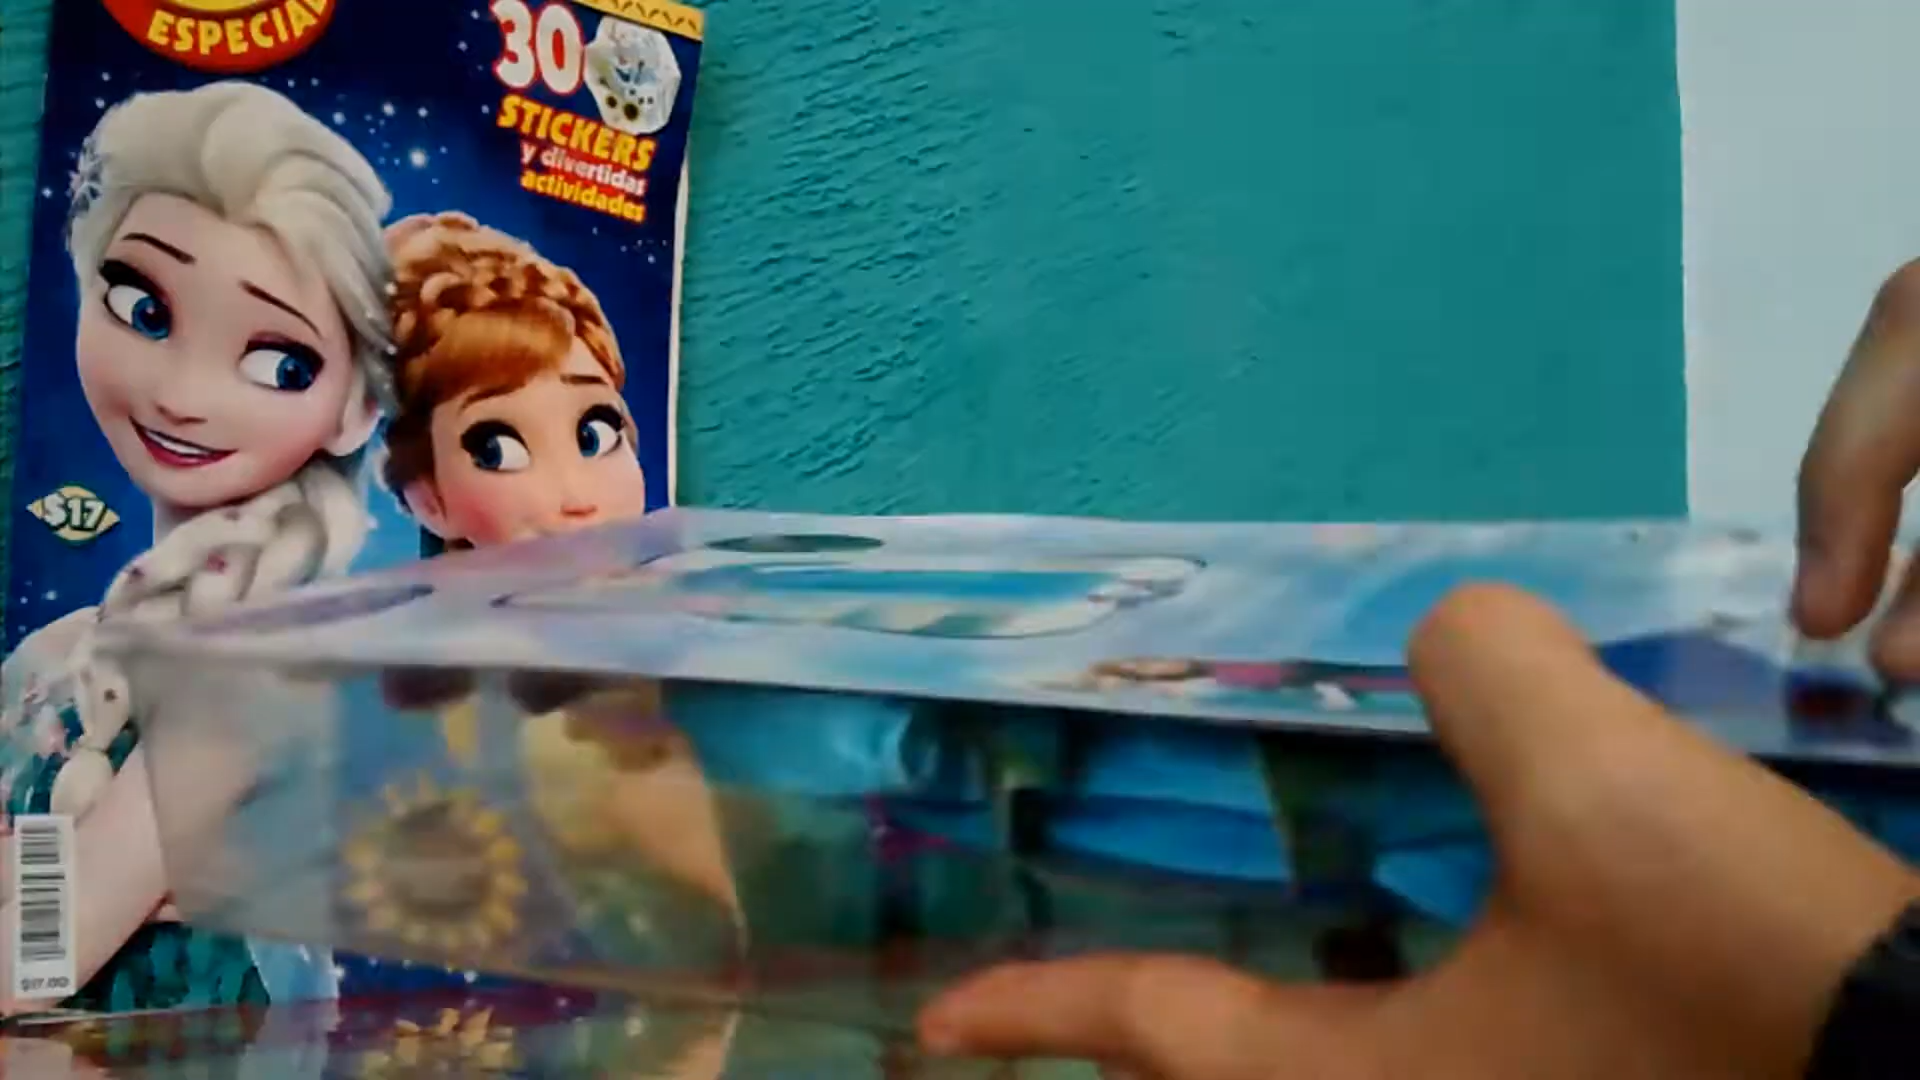 ESPECIAL
30
STICKERS
y divertidas
actividades
$17
$17.00